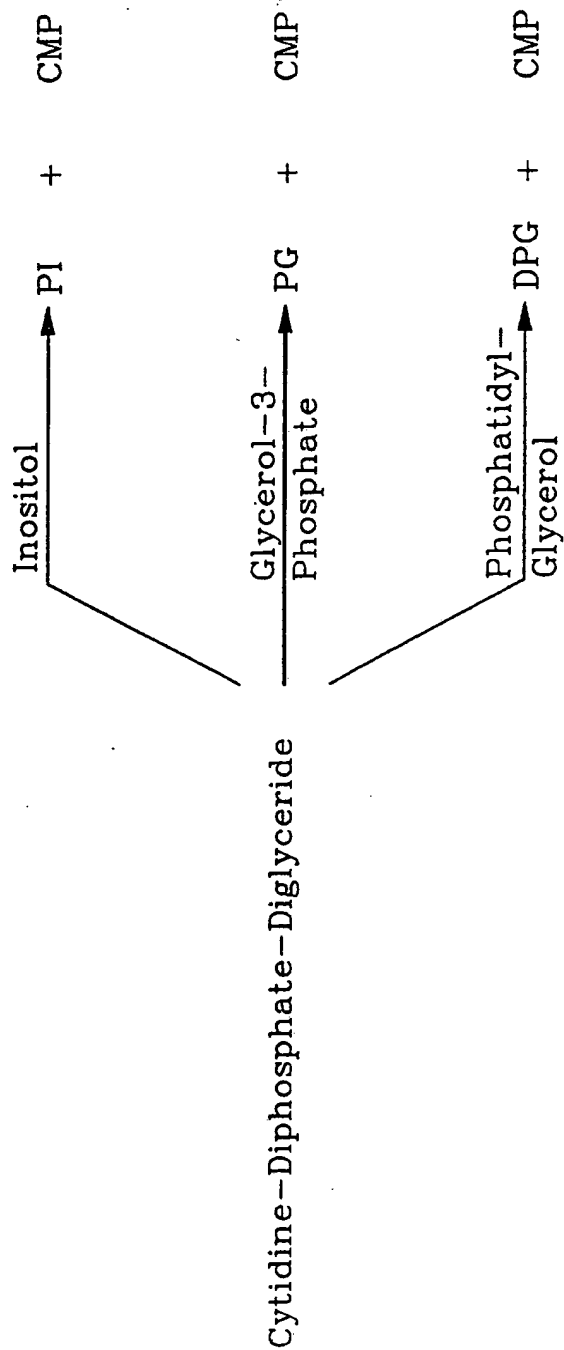 Cytidine-Diphosphate-Diglyceride
Inositol
PI + CMP
Glycerol-3-
Phosphate
PG + CMP
Phosphatidyl-
Glycerol
DPG + CMP